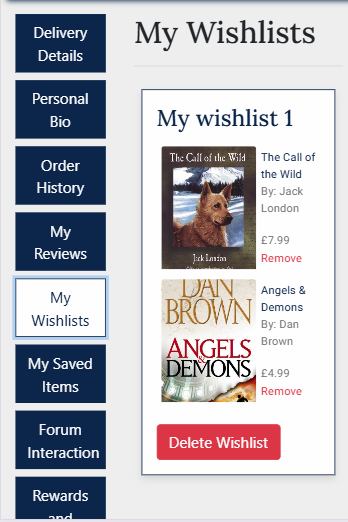 Delivery
Details
Personal
Bio
Order
History
My
Reviews
My
Wishlists
My Saved
Items
Forum
Interaction
Rewards
and
My Wishlists
My wishlist 1
The Call of the Wild
Jack London
The Call of
the Wild
By: Jack
London
£7.99
Remove
DAN
BROWN
ANGELS
&
DEMONS
Angels &
Demons
By: Dan
Brown
£4.99
Remove
Delete Wishlist